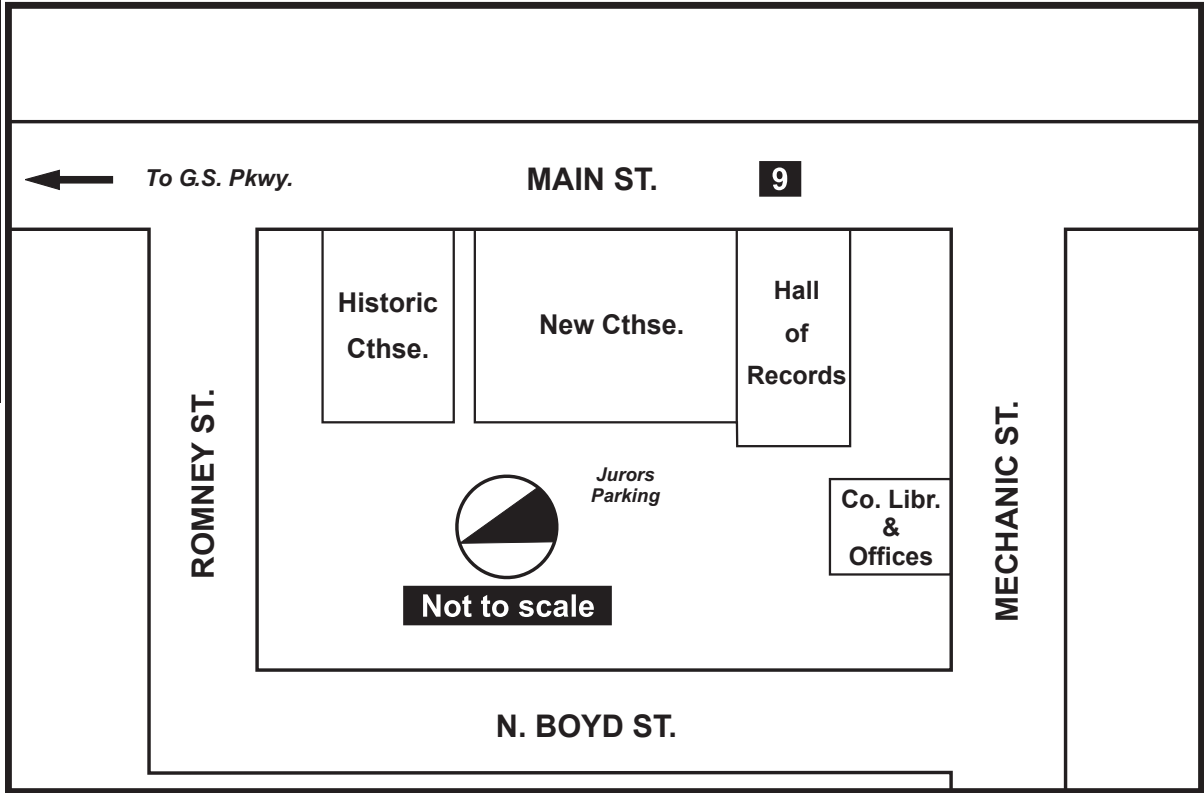 To G.S. Pkwy.
MAIN ST.
9
Historic
Cthse.
New Cthse.
Hall
of
Records
ROMNEY ST.
Jurors
Parking
Co. Libr.
&
Offices
MECHANIC ST.
Not to scale
N. BOYD ST.